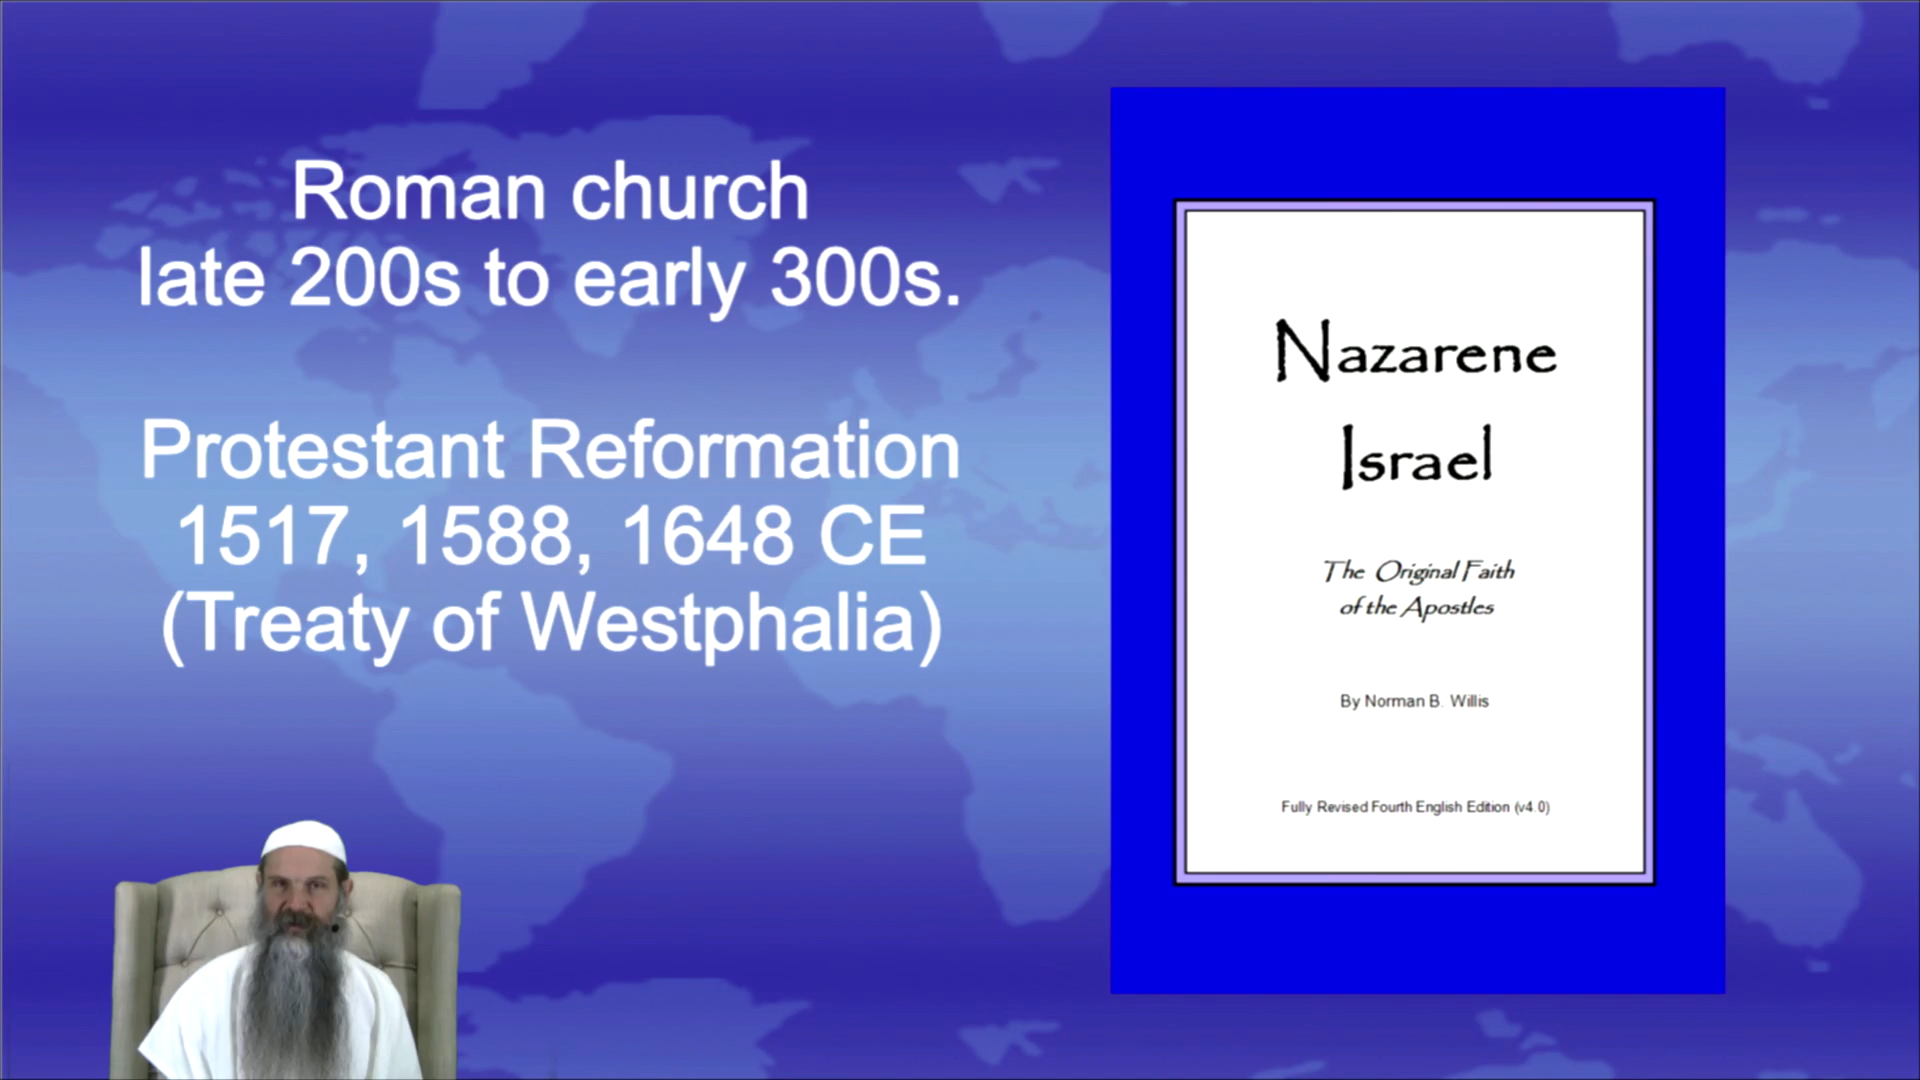 Roman church
late 200s to early 300s.
Protestant Reformation
1517, 1588, 1648 CE
(Treaty of Westphalia)
Nazarene
Israel
The Original Faith
of the Apostles
By Norman B. Willis
Fully Revised Fourth English Edition (v4.0)